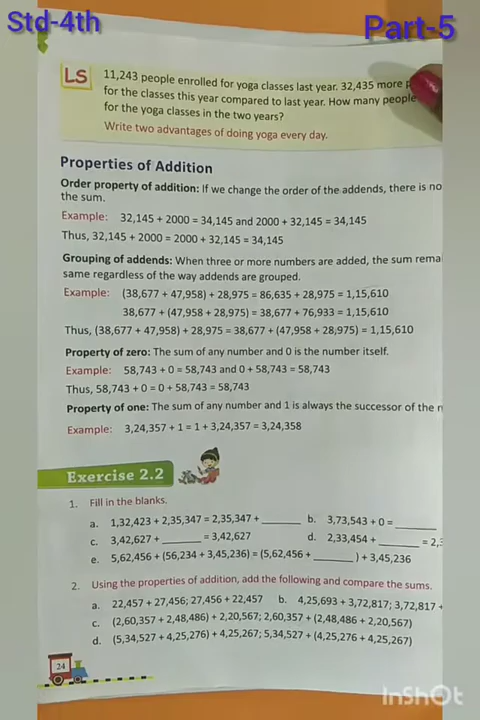 Std-4th
Part-5
LS
11,243 people enrolled for yoga classes last year. 32,435 more
for the classes this year compared to last year. How many people
for the yoga classes in the two years?
Write two advantages of doing yoga every day.
Properties of Addition
Order property of addition: If we change the order of the addends, there is no
the sum.
Example: 32,145 + 2000 = 34,145 and 2000 + 32,145 = 34,145
Thus, 32,145 + 2000 = 2000 + 32,145 = 34,145
Grouping of addends: When three or more numbers are added, the sum
same regardless of the way addends are grouped.
Example: (38,677 + 47,958) + 28,975 = 86,635 + 28,975 = 1,15,610
38,677 + (47,958 + 28,975) = 38,677 + 76,933 = 1,15,610
Thus, (38,677 + 47,958) + 28,975 = 38,677 + (47,958 + 28,975) = 1,15,610
Property of zero: The sum of any number and 0 is the number itself.
Example: 58,743 + 0 = 58,743 and 0 + 58,743 = 58,743
Thus 58,743 + 0 = 0 + 58,743 = 58,743
Property of one: The sum of any number and 1 is always the successor of the
Example: 3,24,357 + 1 = 1 + 3,24,357 = 3,24,358
Exercise 2.2
1. Fill in the blanks.
a. 1,32,423 + 2,35,347 = 2,35,347 + ______ b. 3,73,543 + 0 = ______
c. 3,42,627 + ______ = 3,42,627 d. 2,33,454 + ______ =
e. 5,62,456 + (56,234 + 3,45,236) = (5,62,456 + ______ ) + 3,45,236
2. Using the properties of addition, add the following and compare the sums.
a. 22,457 + 27,456; 27,456 + 22,457 b. 4,25,693 + 3,72,817; 3,72,817 +
c. (2,60,357 + 2,48,486) + 2,20,567; 2,60,357 + (2,48,486 + 2,20,567)
d. (5,34,527 + 4,25,276) + 4,25,267; 5,34,527 + (4,25,276 + 4,25,267)
24
InShOt